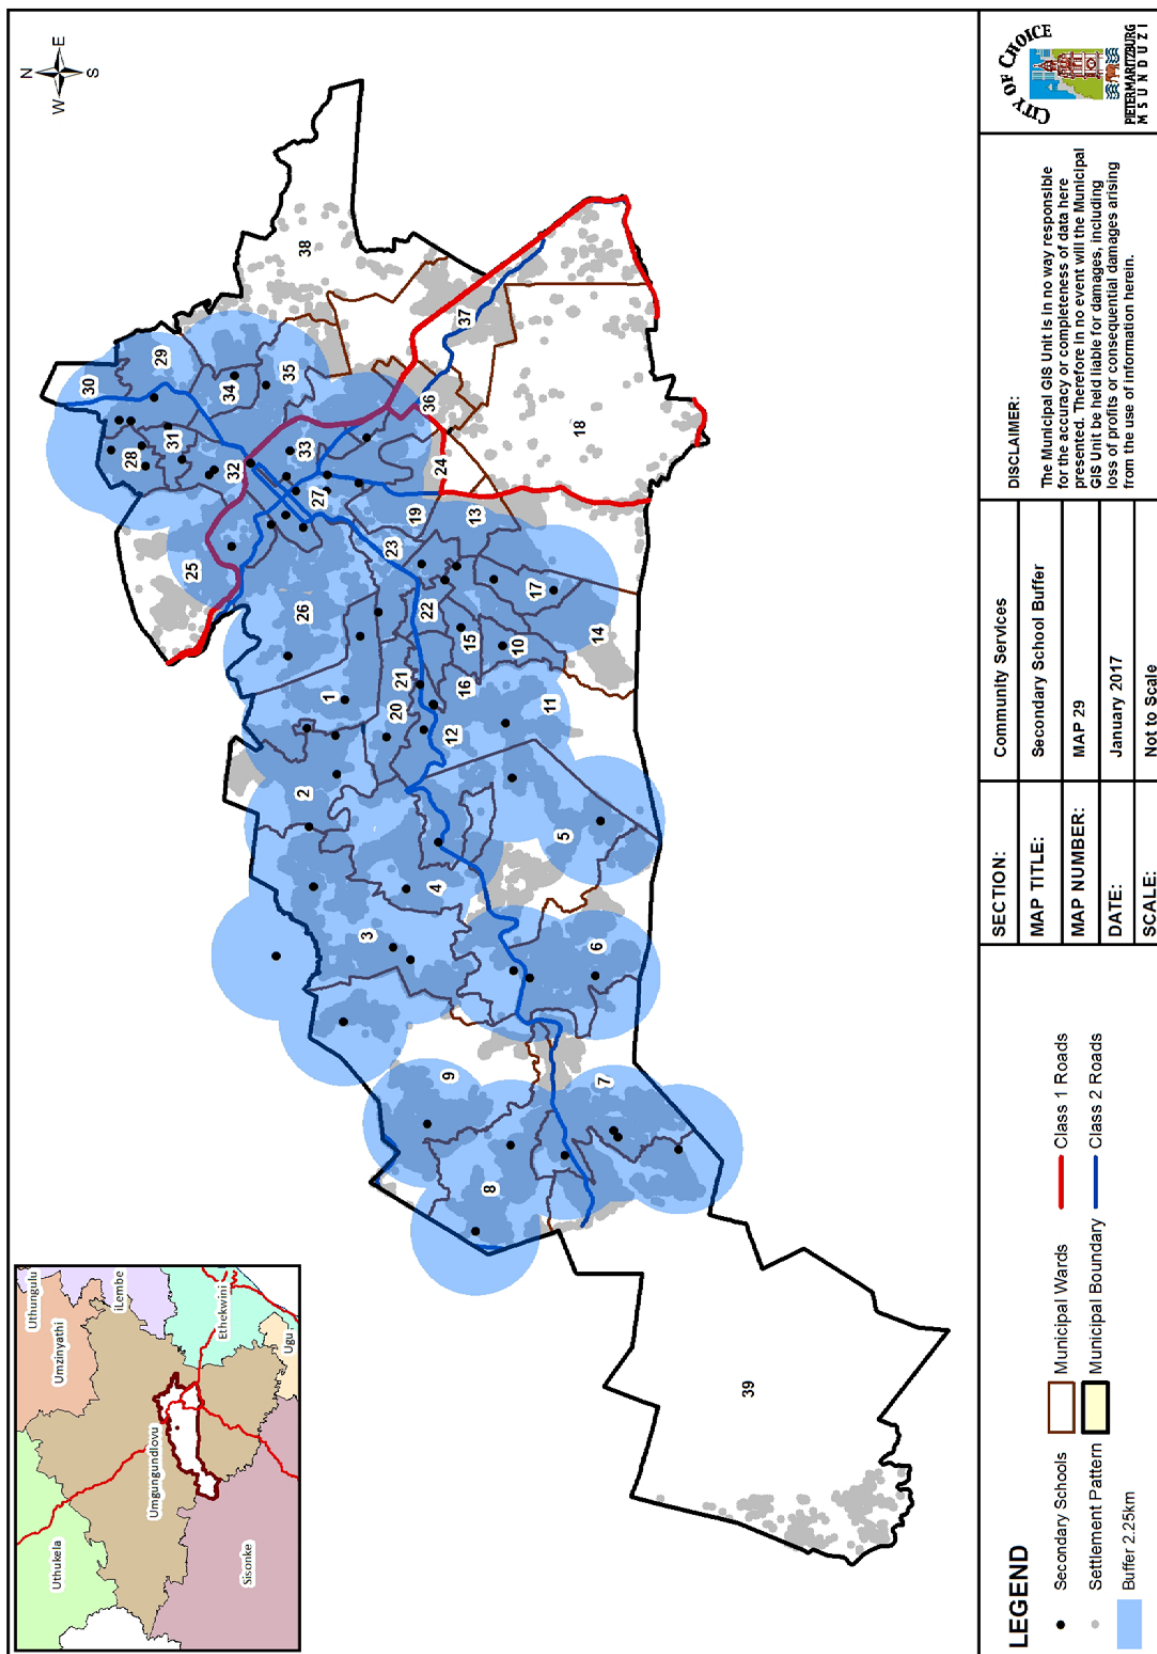 Uthungulu
Umzinyathi
iLembe
Uthukela
Umgungundlovu
Ethekwini
Ugu
Sisonke
N
W
E
S
30
29
28
31
34
35
38
25
32
33
27
26
36
37
24
18
19
13
23
22
17
1
21
15
10
14
20
16
2
12
11
3
4
5
6
9
8
7
39
LEGEND
Secondary Schools
Settlement Pattern
Buffer 2.25km
Municipal Wards
Municipal Boundary
Class 1 Roads
Class 2 Roads
SECTION: Community Services
MAP TITLE: Secondary School Buffer
MAP NUMBER: MAP 29
DATE: January 2017
SCALE: Not to Scale
DISCLAIMER:
The Municipal GIS Unit is in no way responsible
for the accuracy or completeness of data here
presented. Therefore in no event will the Municipal
GIS Unit be held liable for damages, including
loss of profits or consequential damages arising
from the use of information herein.
CITY OF CHOICE
PIETERMARITZBURG
MSUNDUZI